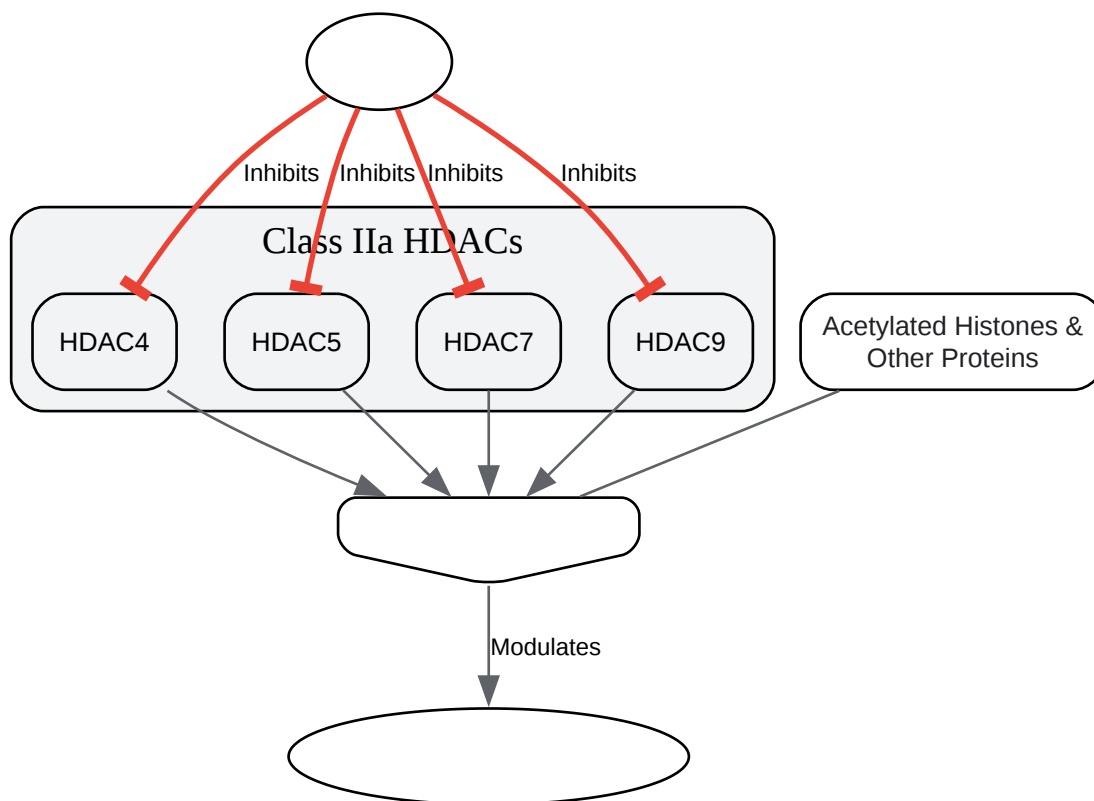 Inhibits Inhibits Inhibits Inhibits
Class IIa HDACs
HDAC4 HDAC5 HDAC7 HDAC9
Acetylated Histones &
Other Proteins
Modulates